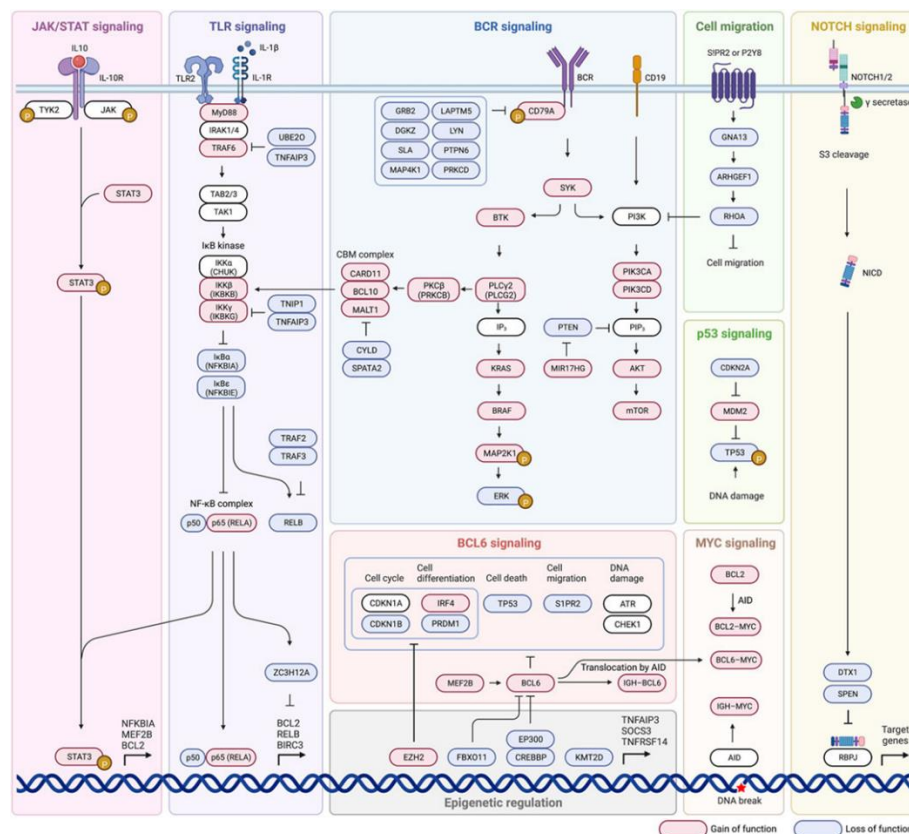 JAK/STAT signaling
IL10
IL-10R
TYK2
JAK
P
P
STAT3
STAT3
P
STAT3
P
NFKBIA
MEF2B
BCL2
TLR signaling
IL-1β
TLR2
IL-1R
MyD88
IRAK1/4
TRAF6
UBE2O
TNFAIP3
TAB2/3
TAK1
IκB kinase
IKKα
(CHUK)
IKKβ
(IKBKB)
IKKγ
(IKBKG)
TNIP1
TNFAIP3
IκBα
(NFKBIA)
IκBε
(NFKBIE)
TRAF2
TRAF3
NF-κB complex
p50
p65 (RELA)
RELB
ZC3H12A
BCL2
RELB
BIRC3
p50
p65 (RELA)
BCR signaling
BCR
CD19
GRB2
LAPTM5
DGKZ
LYN
SLA
PTPN6
MAP4K1
PRKCD
CD79A
P
SYK
BTK
PI3K
CBM complex
CARD11
BCL10
MALT1
PKCβ
(PRKCB)
PLCγ2
(PLCG2)
PIK3CA
PIK3CD
CYLD
SPATA2
IP₃
PTEN
PIP₃
KRAS
MIR17HG
AKT
BRAF
mTOR
MAP2K1
P
ERK
P
Cell migration
S!PR2 or P2Y8
GNA13
ARHGEF1
RHOA
Cell migration
p53 signaling
CDKN2A
MDM2
TP53
P
DNA damage
NOTCH signaling
NOTCH1/2
γ secretase
S3 cleavage
NICD
DTX1
SPEN
RBPJ
Target
genes
BCL6 signaling
Cell cycle
Cell
differentiation
Cell death
Cell
migration
DNA
damage
CDKN1A
CDKN1B
IRF4
PRDM1
TP53
S1PR2
ATR
CHEK1
MEF2B
BCL6
Translocation by AID
IGH–BCL6
MYC signaling
BCL2
AID
BCL2–MYC
BCL6–MYC
IGH–MYC
AID
DNA break
EZH2
FBXO11
EP300
CREBBP
KMT2D
TNFAIP3
SOCS3
TNFRSF14
Epigenetic regulation
Gain of function
Loss of function